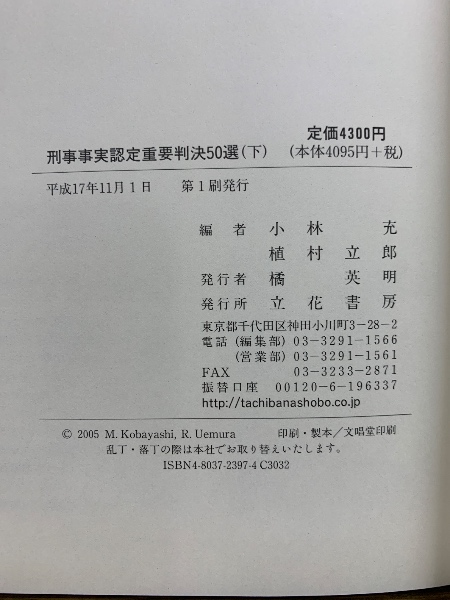 定価4300円
刑事事実認定重要判決50選(下) (本体4095円+税)
平成17年11月1日 第1刷発行
編者 小林充
植村立郎
発行者 橘英明
発行所 立花書房
東京都千代田区神田小川町3-28-2
電話(編集部)03-3291-1566
(営業部)03-3291-1561
FAX 03-3233-2871
振替口座 00120-6-196337
http://tachibanashobo.co.jp
© 2005 M. Kobayashi, R. Uemura 印刷・製本/文唱堂印刷
乱丁・落丁の際は本社でお取り替えいたします。
ISBN4-8037-2397-4 C3032